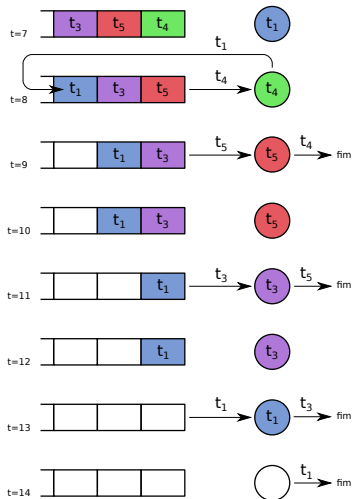 t=7 t3 t5 t4 t1
t1
t=8 t1 t3 t5 t4 t4
t=9 t1 t3 t5 t5 t4 fim
t=10 t1 t3 t5
t=11 t1 t3 t3 t5 fim
t=12 t1 t3
t=13 t1 t1 t3 fim
t=14 t1 fim